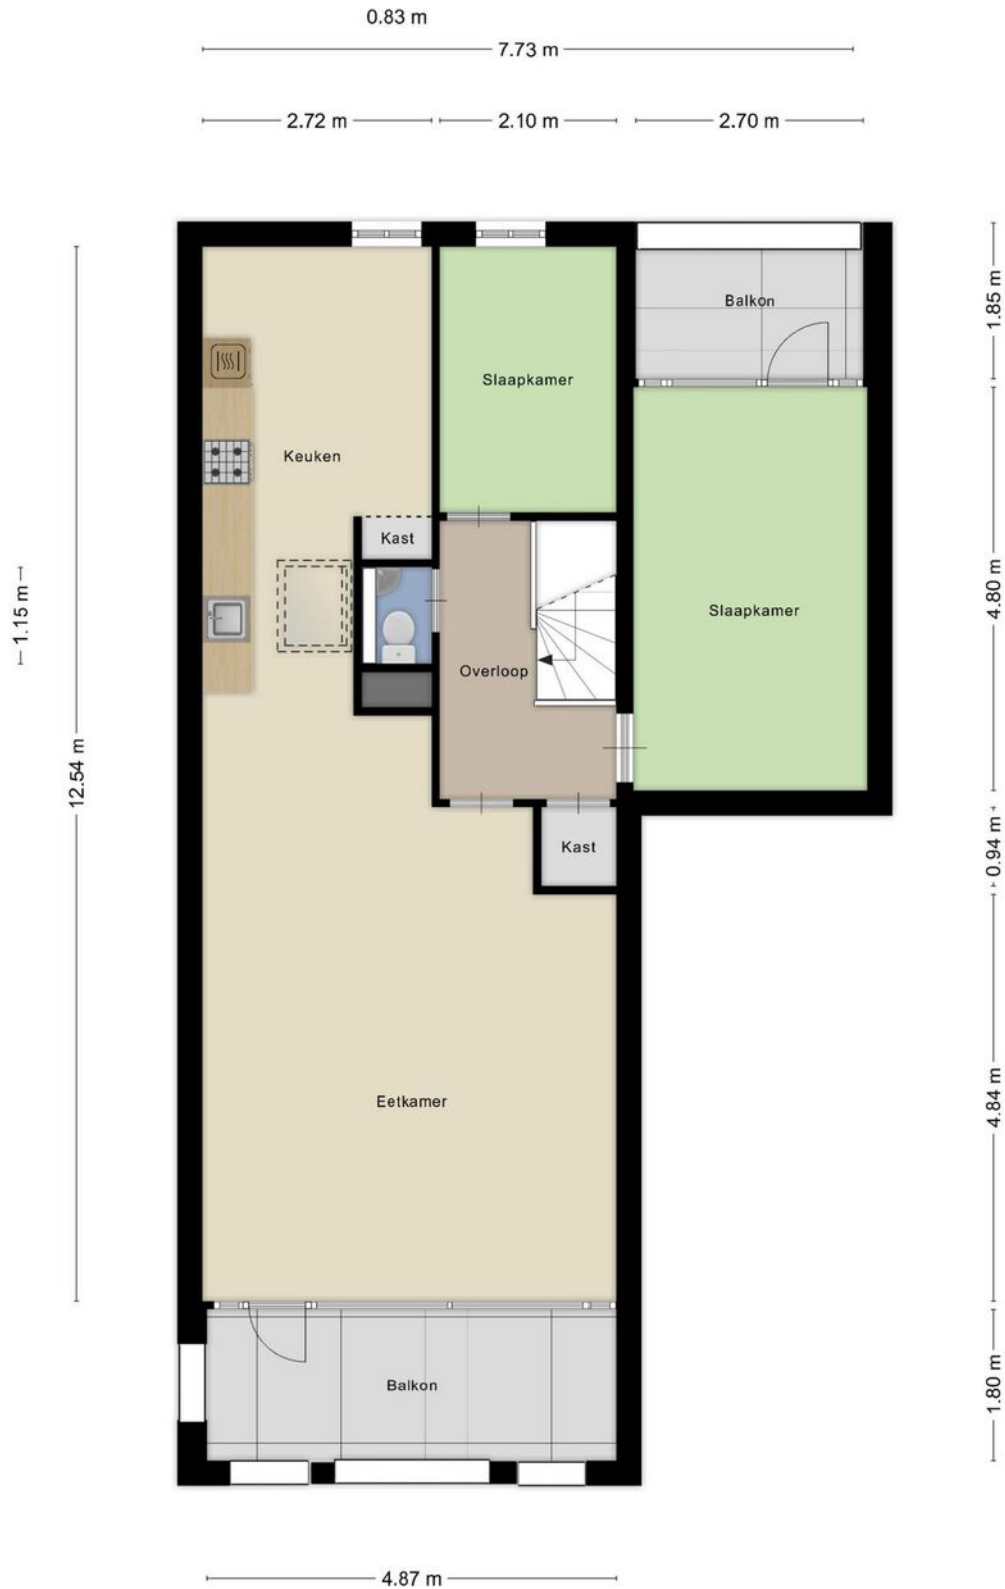 0.83 m
7.73 m
2.72 m
2.10 m
2.70 m
1.85 m
Balkon
Slaapkamer
Keuken
Kast
1.15 m
4.80 m
Slaapkamer
Overloop
12.54 m
0.94 m
Kast
4.84 m
Eetkamer
1.80 m
Balkon
4.87 m